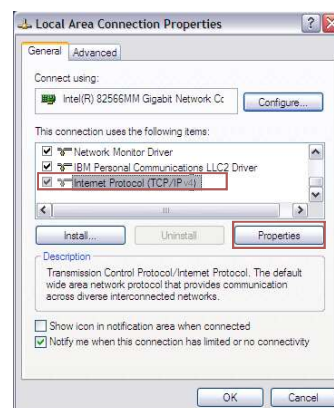 Local Area Connection Properties
General Advanced
Connect using:
Intel(R) 82566MM Gigabit Network Cc
Configure...
This connection uses the following items:
Network Monitor Driver
IBM Personal Communications LLC2 Driver
Internet Protocol (TCP/IPv4)
Install... Uninstall Properties
Description
Transmission Control Protocol/Internet Protocol. The default
wide area network protocol that provides communication
across diverse interconnected networks.
Show icon in notification area when connected
Notify me when this connection has limited or no connectivity
OK Cancel